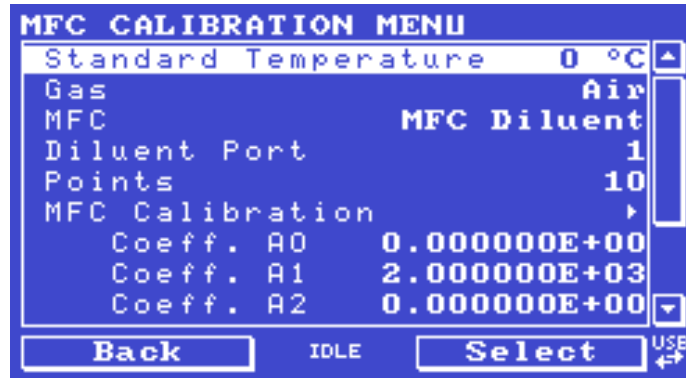 MFC CALIBRATION MENU
Standard Temperature 0 °C
Gas Air
MFC MFC Diluent
Diluent Port 1
Points 10
MFC Calibration
Coeff. A0 0.000000E+00
Coeff. A1 2.000000E+03
Coeff. A2 0.000000E+00
Back IDLE Select USB